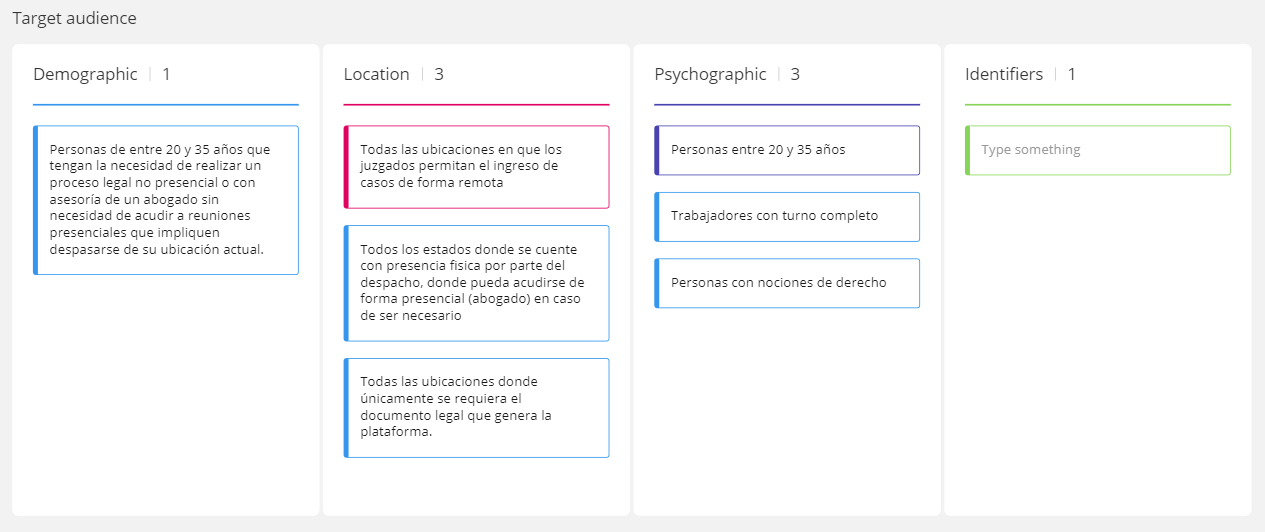 Target audience
Demographic | 1
Personas de entre 20 y 35 años que
tengan la necesidad de realizar un
proceso legal no presencial o con
asesoría de un abogado sin
necesidad de acudir a reuniones
presenciales que impliquen
despasarse de su ubicación actual.
Location | 3
Todas las ubicaciones en que los
juzgados permitan el ingreso de
casos de forma remota
Todos los estados donde se cuente
con presencia fisica por parte del
despacho, donde pueda acudirse de
forma presencial (abogado) en caso
de ser necesario
Todas las ubicaciones donde
únicamente se requiera el
documento legal que genera la
plataforma.
Psychographic | 3
Personas entre 20 y 35 años
Trabajadores con turno completo
Personas con nociones de derecho
Identifiers | 1
Type something